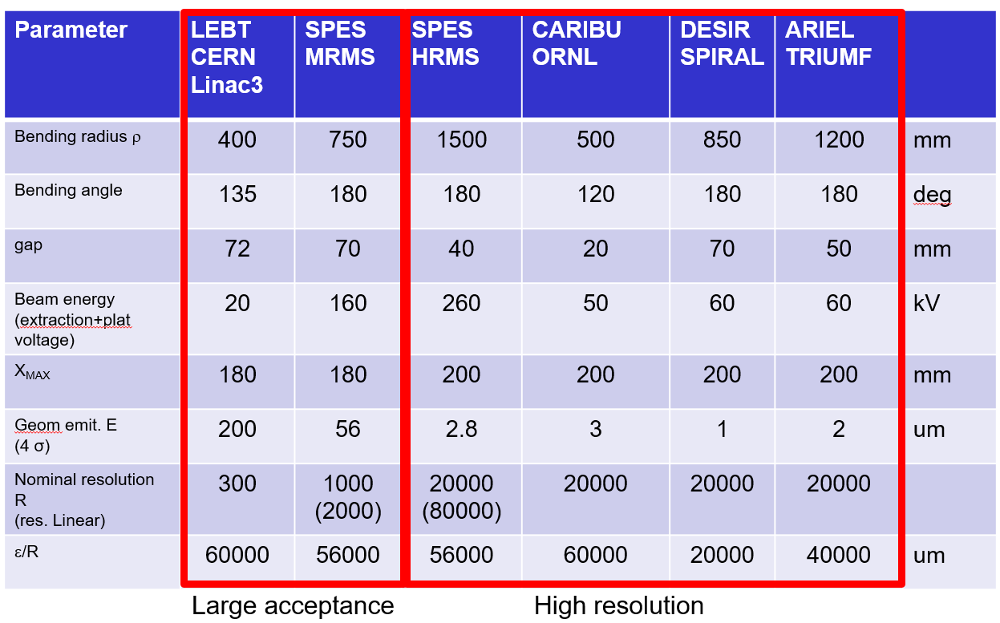 Parameter LEBT CERN Linac3 SPES MRMS SPES HRMS CARIBU ORNL DESIR SPIRAL ARIEL TRIUMF
Bending radius ρ 400 750 1500 500 850 1200 mm
Bending angle 135 180 180 120 180 180 deg
gap 72 70 40 20 70 50 mm
Beam energy (extraction+plat voltage) 20 160 260 50 60 60 kV
XMAX 180 180 200 200 200 200 mm
Geom emit. E (4 σ) 200 56 2.8 3 1 2 um
Nominal resolution R (res. Linear) 300 1000 (2000) 20000 (80000) 20000 20000 20000
ε/R 60000 56000 56000 60000 20000 40000 um
Large acceptance High resolution